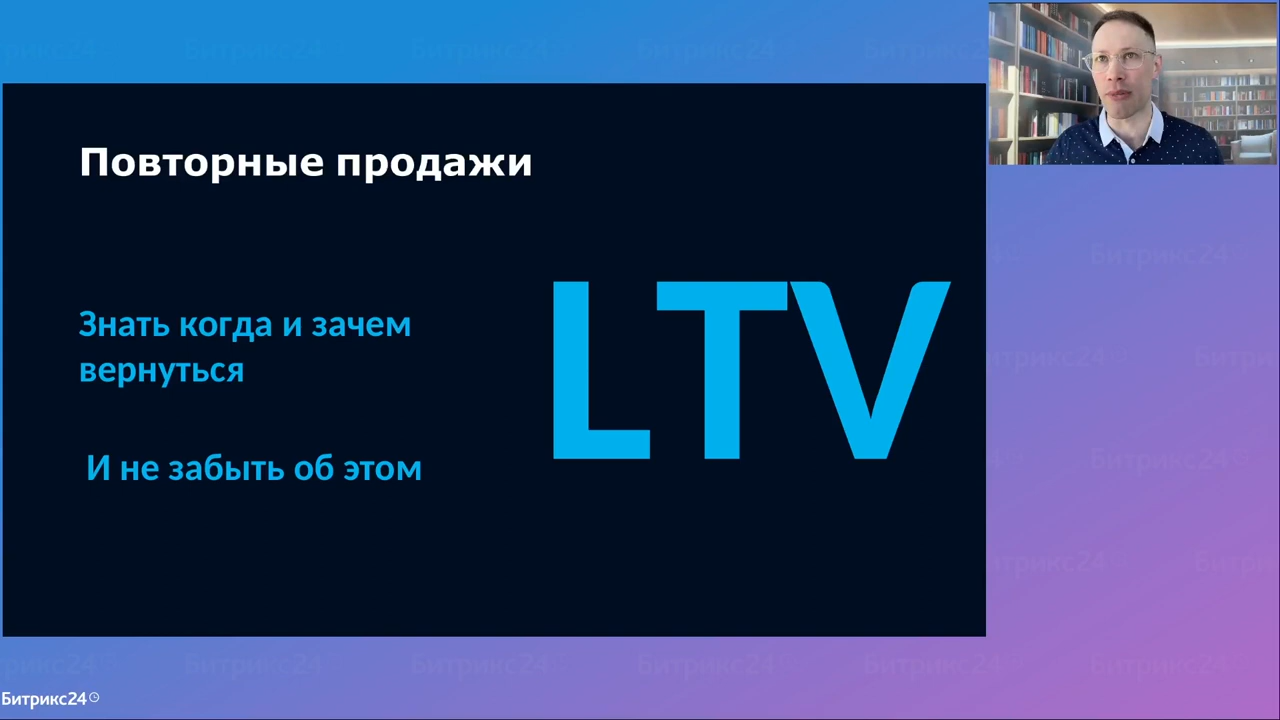 Повторные продажи
Знать когда и зачем
вернуться
И не забыть об этом
LTV
Битрикс24